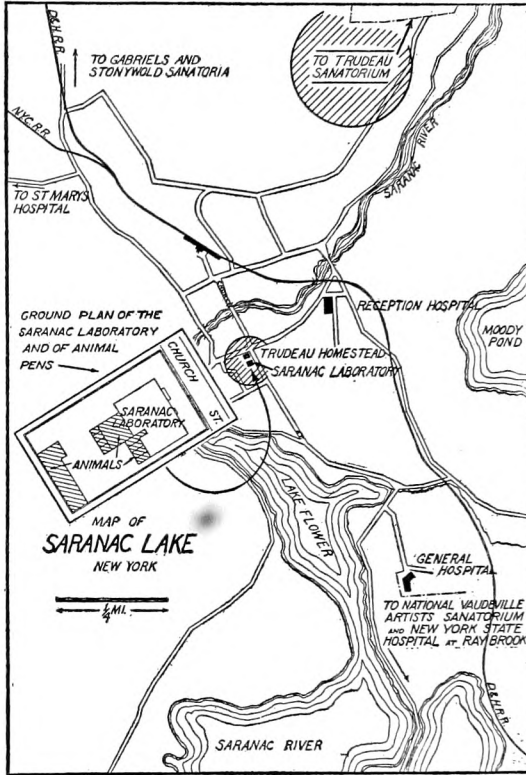 D&H.R.R.
TO GABRIELS AND
STONYWOLD SANATORIA
TO TRUDEAU
SANATORIUM
N.Y.C.R.R.
SARANAC RIVER
TO ST MARYS
HOSPITAL
RECEPTION HOSPITAL
GROUND PLAN OF THE
SARANAC LABORATORY
AND OF ANIMAL
PENS
MOODY
POND
CHURCH
ST.
TRUDEAU HOMESTEAD
SARANAC LABORATORY
SARANAC
LABORATORY
ANIMALS
LAKE FLOWER
MAP OF
SARANAC LAKE
NEW YORK
1/4 MI.
GENERAL
HOSPITAL
TO NATIONAL VAUDEVILLE
ARTISTS SANATORIUM
AND NEW YORK STATE
HOSPITAL AT RAY BROOK
D&H.R.R.
SARANAC RIVER